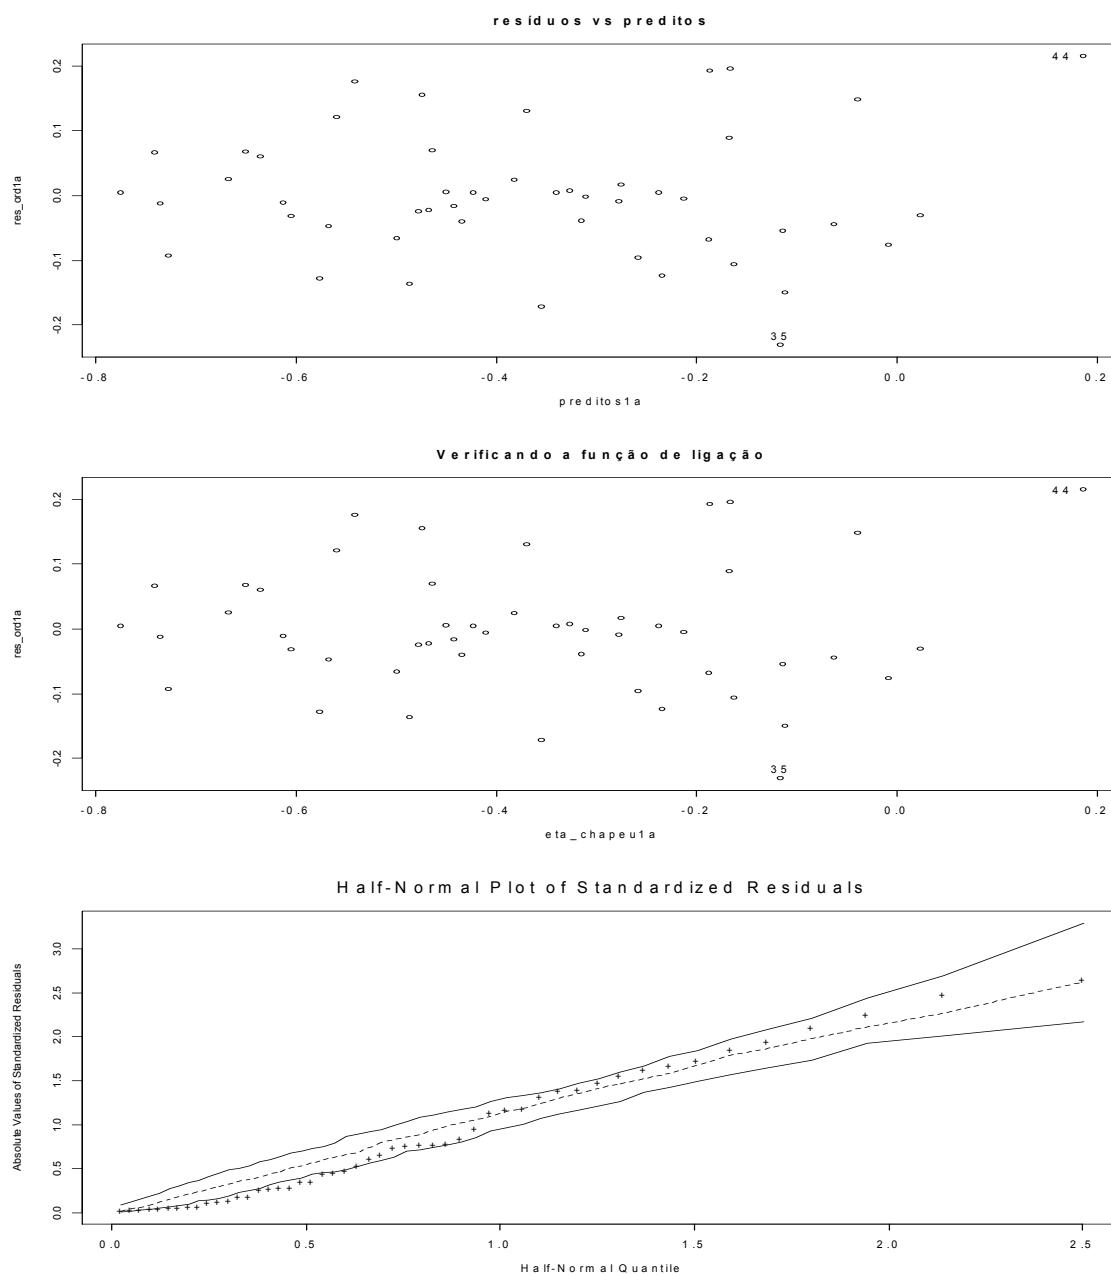 resíduos vs preditos
res_ord1a
0.2
0.1
0.0
-0.1
-0.2
44
35
-0.8 -0.6 -0.4 -0.2 0.0 0.2
preditos1a
Verificando a função de ligação
res_ord1a
0.2
0.1
0.0
-0.1
-0.2
44
35
-0.8 -0.6 -0.4 -0.2 0.0 0.2
eta_chapeu1a
Half-Normal Plot of Standardized Residuals
Absolute Values of Standardized Residuals
3.0
2.5
2.0
1.5
1.0
0.5
0.0
0.0 0.5 1.0 1.5 2.0 2.5
Half-Normal Quantile